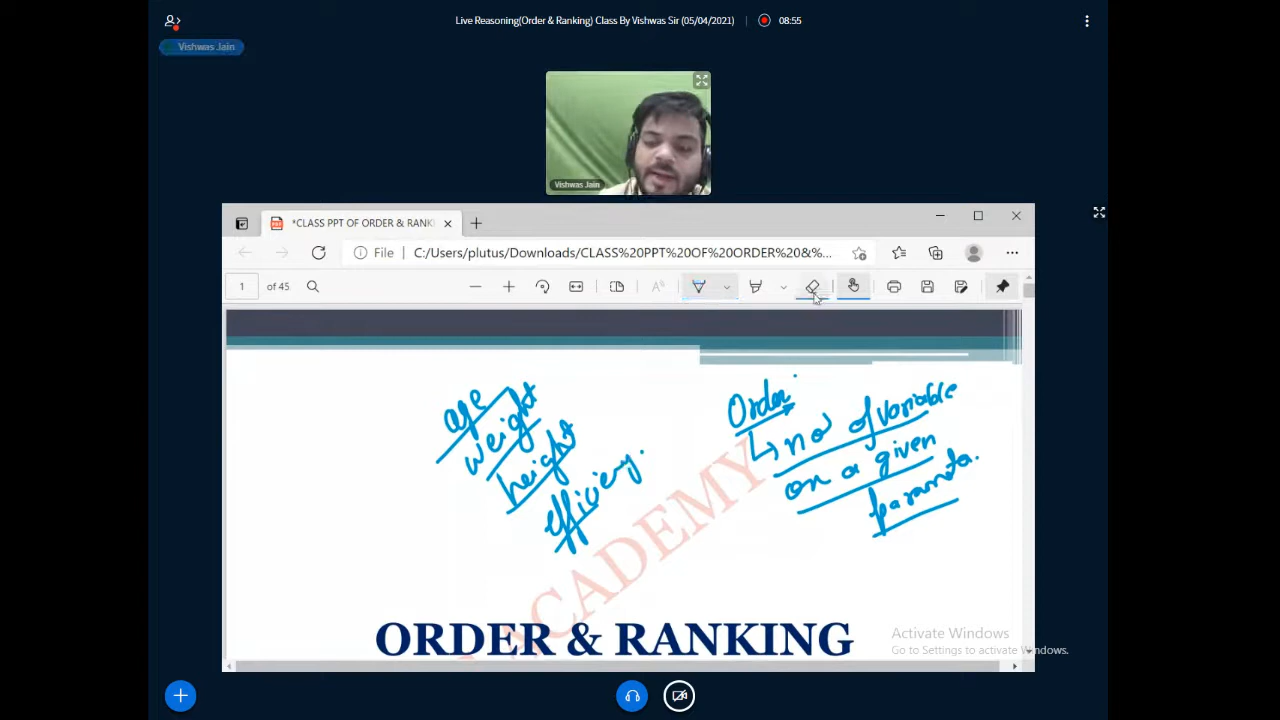 Live Reasoning(Order & Ranking) Class By Vishwas Sir (05/04/2021)
08:55
Vishwas Jain
Vishwas Jain
*CLASS PPT OF ORDER & RANKI
File C:/Users/plutus/Downloads/CLASS%20PPT%20OF%20ORDER%20&%...
1 of 45
age
weight
height
efficiency.
Order
↳ no of variable
on a given
parameter.
ACADEMY
ORDER & RANKING
Activate Windows
Go to Settings to activate Windows.